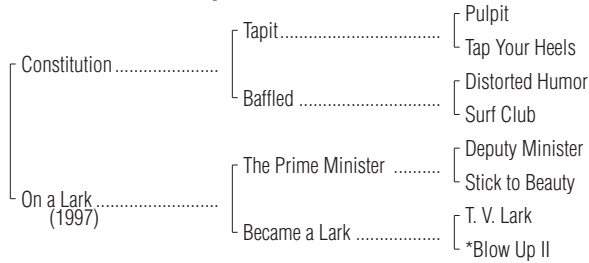 Pulpit
Tapit
Tap Your Heels
Constitution
Distorted Humor
Baffled
Surf Club
Deputy Minister
The Prime Minister
Stick to Beauty
On a Lark
(1997)
T. V. Lark
Became a Lark
*Blow Up II